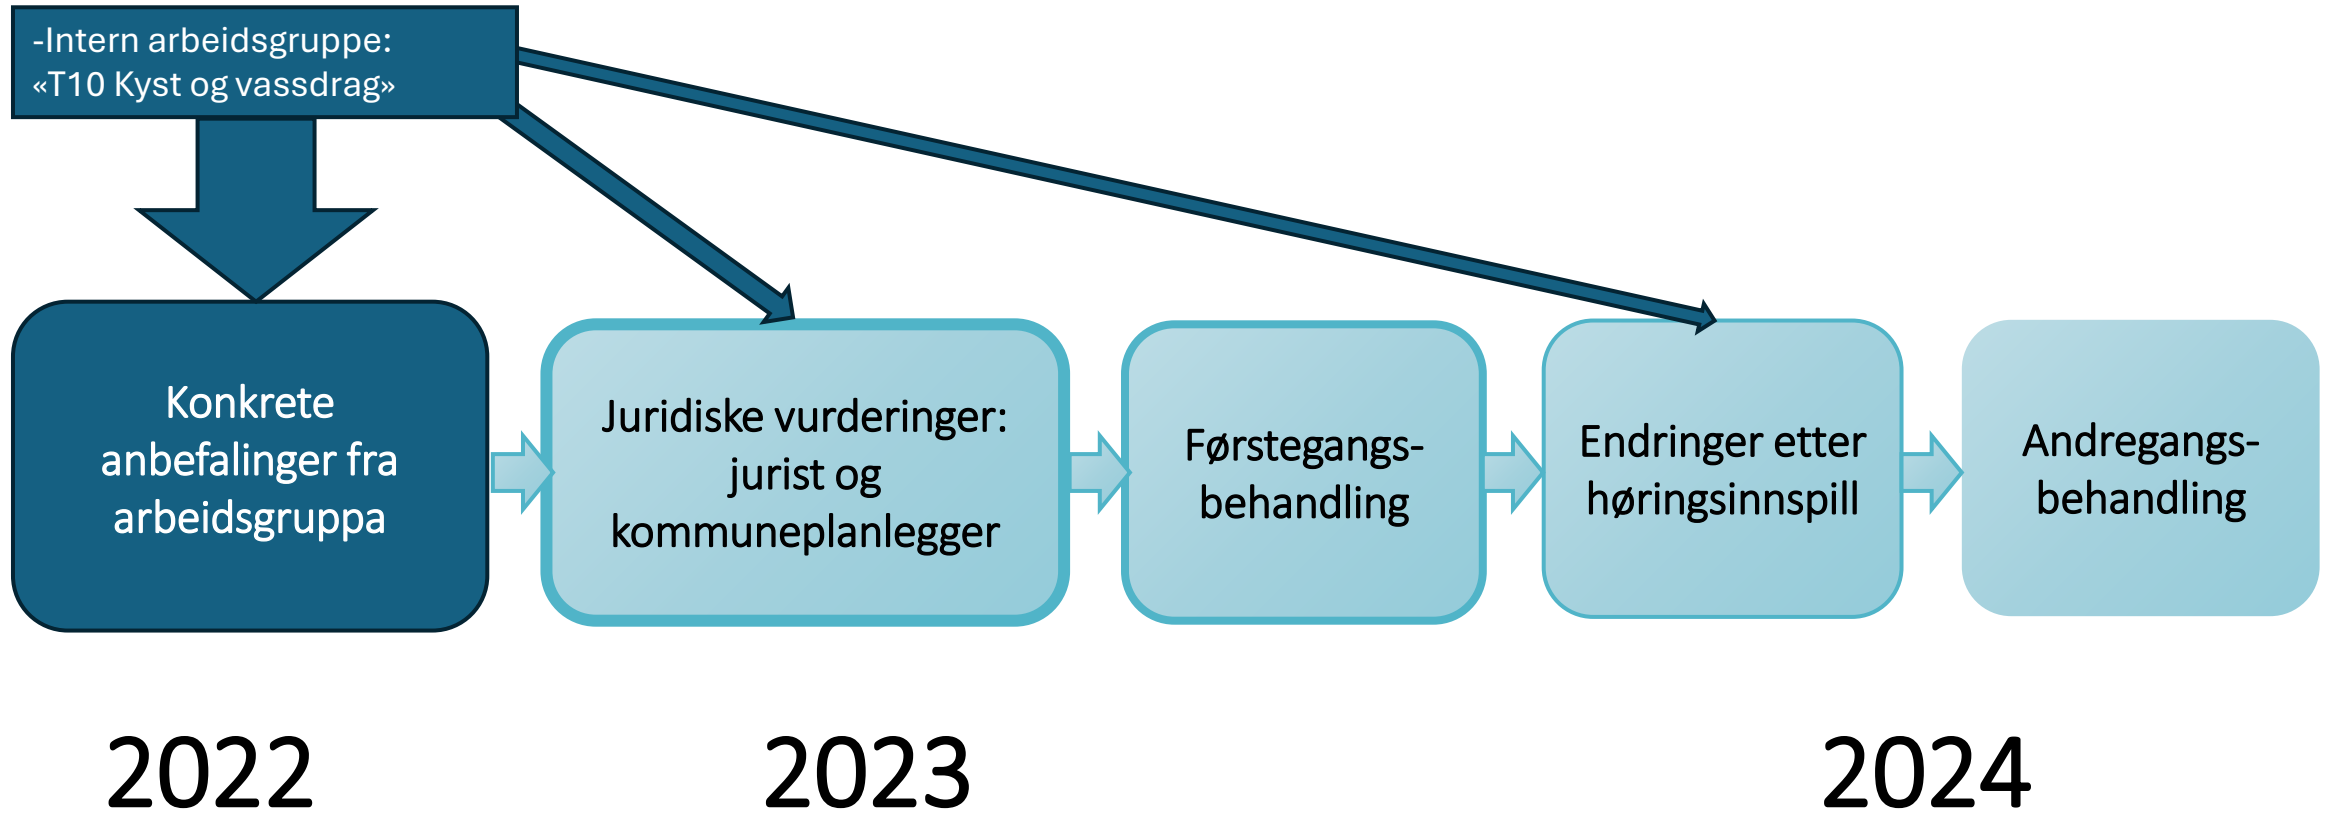 -Intern arbeidsgruppe:
«T10 Kyst og vassdrag»
Konkrete
anbefalinger fra
arbeidsgruppa
Juridiske vurderinger:
jurist og
kommuneplanlegger
Førstegangs-
behandling
Endringer etter
høringsinnspill
Andregangs-
behandling
2022
2023
2024